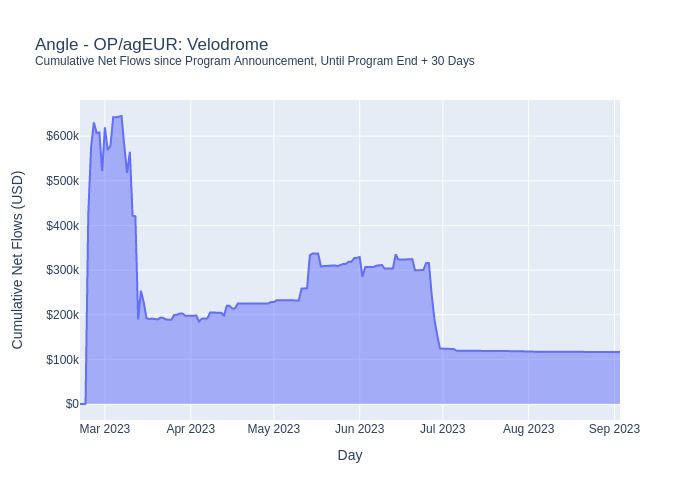 Angle - OP/agEUR: Velodrome
Cumulative Net Flows since Program Announcement, Until Program End + 30 Days
Cumulative Net Flows (USD)
$600k
$500k
$400k
$300k
$200k
$100k
$0
Mar 2023 Apr 2023 May 2023 Jun 2023 Jul 2023 Aug 2023 Sep 2023
Day